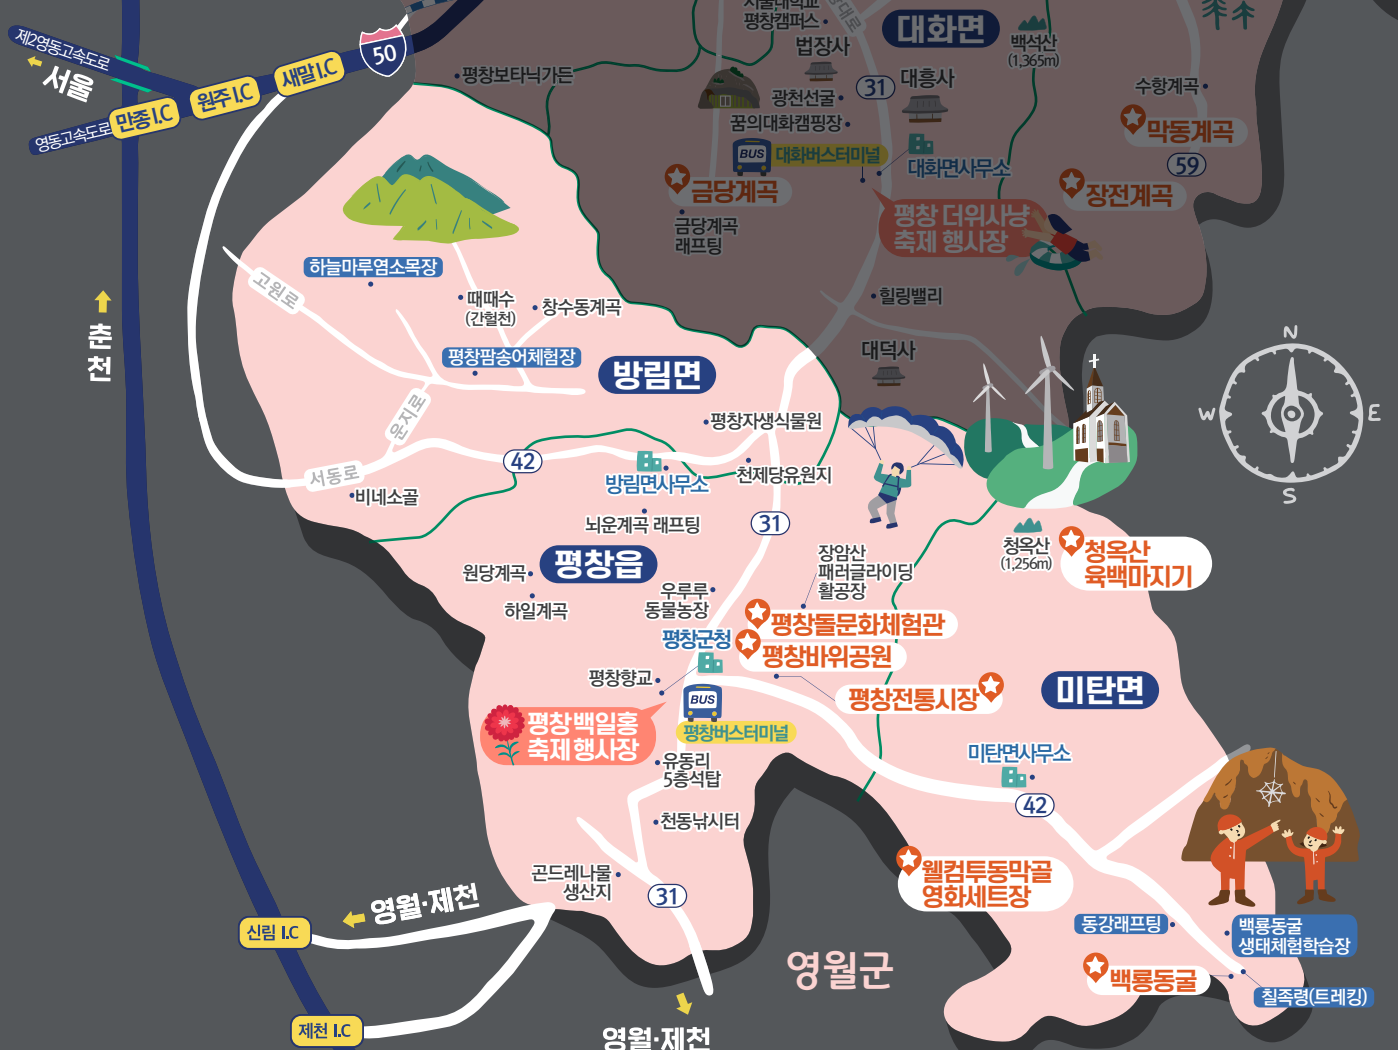 서울대학교
평창캠퍼스
대화면
백석산
(1,365m)
제2영동고속도로
서울
50
새말I.C
원주 I.C
만종 I.C
영동고속도로
평창보타닉가든
법장사
광천선굴
31
대흥사
꿈의대화캠핑장
수항계곡
막동계곡
59
BUS
대화버스터미널
대화면사무소
금당계곡
장전계곡
금당계곡
래프팅
평창 더위사냥
축제 행사장
하늘마루염소목장
고원로
때때수
(간헐천)
창수동계곡
힐링밸리
춘천
평창팜송어체험장
방림면
대덕사
N
W
E
S
운지로
평창자생식물원
42
서동로
비네소골
방림면사무소
천제당유원지
뇌운계곡 래프팅
31
청옥산
(1,256m)
청옥산
육백마지기
평창읍
원당계곡
하일계곡
우루루
동물농장
장암산
패러글라이딩
활공장
평창돌문화체험관
평창군청
평창바위공원
평창향교
평창전통시장
미탄면
BUS
평창버스터미널
평창백일홍
축제행사장
유동리
5층석탑
미탄면사무소
42
천동낚시터
곤드레나물
생산지
31
웰컴투동막골
영화세트장
영월·제천
신림 I.C
동강래프팅
백룡동굴
생태체험학습장
영월군
백룡동굴
칠족령(트레킹)
제천 I.C
영월·제천